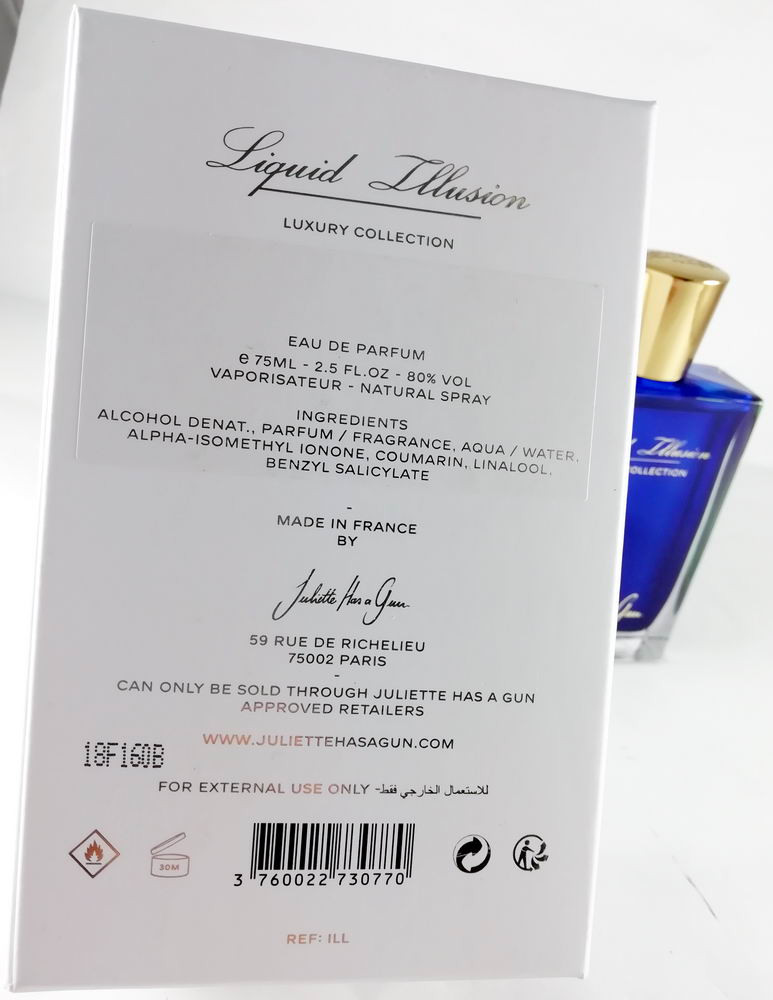 Liquid Illusion
LUXURY COLLECTION
EAU DE PARFUM
e 75ML - 2.5 FL.OZ - 80% VOL
VAPORISATEUR - NATURAL SPRAY
INGREDIENTS
ALCOHOL DENAT., PARFUM / FRAGRANCE, AQUA / WATER,
ALPHA-ISOMETHYL IONONE, COUMARIN, LINALOOL,
BENZYL SALICYLATE
-
MADE IN FRANCE
BY
Juliette Has a Gun
59 RUE DE RICHELIEU
75002 PARIS
-
CAN ONLY BE SOLD THROUGH JULIETTE HAS A GUN
APPROVED RETAILERS
WWW.JULIETTEHASAGUN.COM
18F160B
FOR EXTERNAL USE ONLY -للاستعمال الخارجي فقط
30M
3 760022 730770
REF: ILL
Illusion
COLLECTION
Gun